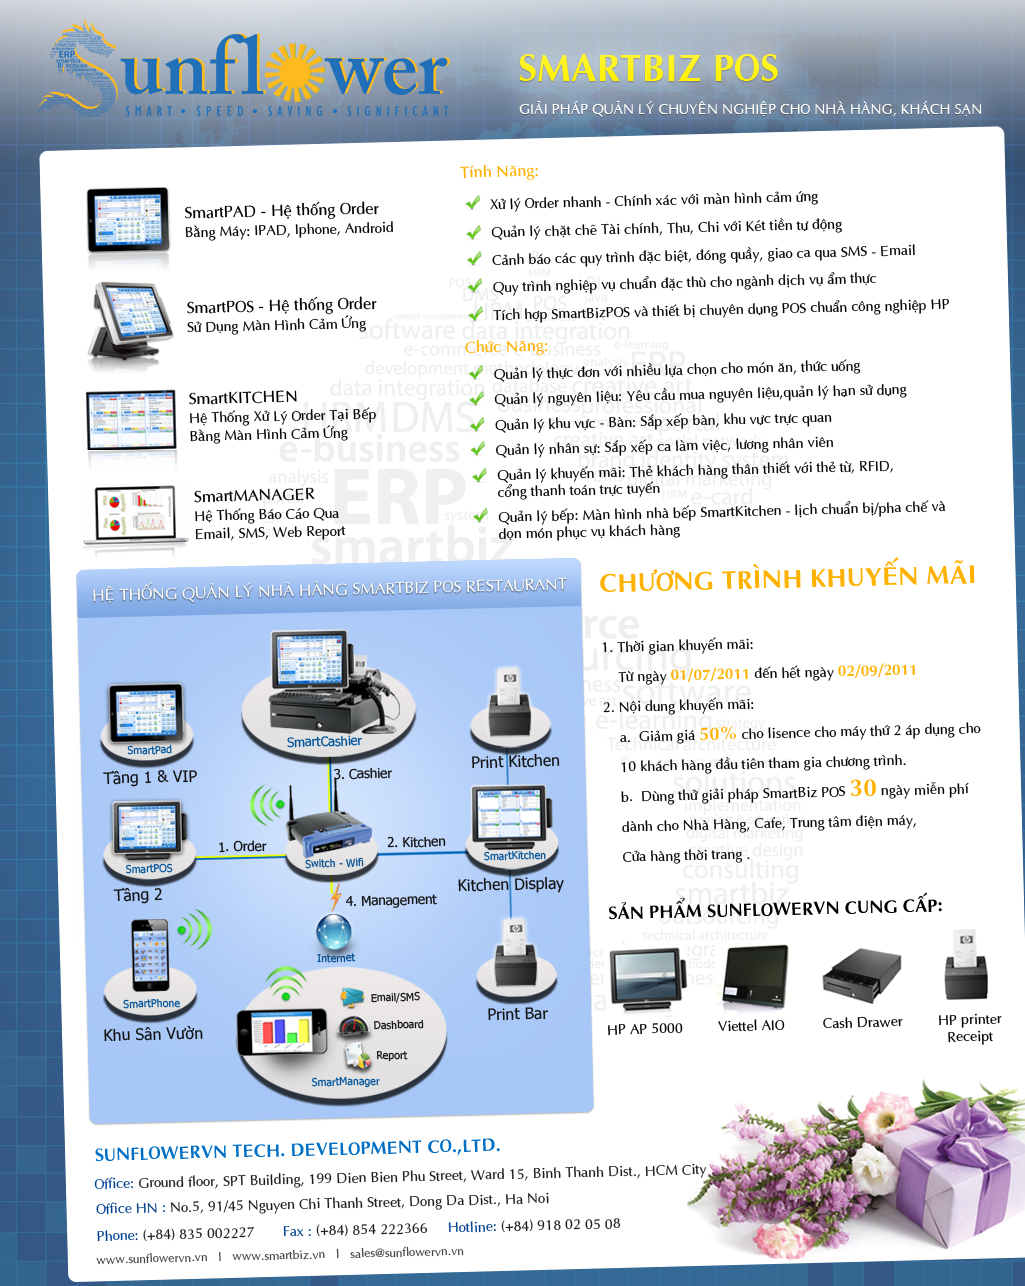 Sunflower
SMART • SPEED • SAVING • SIGNIFICANT
SMARTBIZ POS
GIẢI PHÁP QUẢN LÝ CHUYÊN NGHIỆP CHO NHÀ HÀNG, KHÁCH SẠN
SmartPAD - Hệ thống Order
Bằng Máy: IPAD, Iphone, Android
SmartPOS - Hệ thống Order
Sử Dụng Màn Hình Cảm Ứng
SmartKITCHEN
Hệ Thống Xử Lý Order Tại Bếp
Bằng Màn Hình Cảm Ứng
SmartMANAGER
Hệ Thống Báo Cáo Qua
Email, SMS, Web Report
Tính Năng:
Xử lý Order nhanh - Chính xác với màn hình cảm ứng
Quản lý chặt chẽ Tài chính, Thu, Chi với Két tiền tự động
Cảnh báo các quy trình đặc biệt, đóng quầy, giao ca qua SMS - Email
Quy trình nghiệp vụ chuẩn đặc thù cho ngành dịch vụ ẩm thực
Tích hợp SmartBizPOS và thiết bị chuyên dụng POS chuẩn công nghiệp HP
Chức Năng:
Quản lý thực đơn với nhiều lựa chọn cho món ăn, thức uống
Quản lý nguyên liệu: Yêu cầu mua nguyên liệu,quản lý hạn sử dụng
Quản lý khu vực - Bàn: Sắp xếp bàn, khu vực trực quan
Quản lý nhân sự: Sắp xếp ca làm việc, lương nhân viên
Quản lý khuyến mãi: Thẻ khách hàng thân thiết với thẻ từ, RFID,
cổng thanh toán trực tuyến
Quản lý bếp: Màn hình nhà bếp SmartKitchen - lịch chuẩn bị/pha chế và
dọn món phục vụ khách hàng
HỆ THỐNG QUẢN LÝ NHÀ HÀNG SMARTBIZ POS RESTAURANT
SmartPad
Tầng 1 & VIP
SmartCashier
3. Cashier
Print Kitchen
SmartPOS
Tầng 2
1. Order
Switch - Wifi
2. Kitchen
SmartKitchen
Kitchen Display
4. Management
Internet
SmartPhone
Khu Sân Vườn
Print Bar
Email/SMS
Dashboard
Report
SmartManager
CHƯƠNG TRÌNH KHUYẾN MÃI
1. Thời gian khuyến mãi:
Từ ngày 01/07/2011 đến hết ngày 02/09/2011
2. Nội dung khuyến mãi:
a. Giảm giá 50% cho lisence cho máy thứ 2 áp dụng cho
10 khách hàng đầu tiên tham gia chương trình.
b. Dùng thử giải pháp SmartBiz POS 30 ngày miễn phí
dành cho Nhà Hàng, Cafe, Trung tâm điện máy,
Cửa hàng thời trang .
SẢN PHẨM SUNFLOWERVN CUNG CẤP:
HP AP 5000
Viettel AIO
Cash Drawer
HP printer
Receipt
SUNFLOWERVN TECH. DEVELOPMENT CO.,LTD.
Office: Ground floor, SPT Building, 199 Dien Bien Phu Street, Ward 15, Binh Thanh Dist., HCM City
Office HN : No.5, 91/45 Nguyen Chi Thanh Street, Dong Da Dist., Ha Noi
Phone: (+84) 835 002227 Fax : (+84) 854 222366 Hotline: (+84) 918 02 05 08
www.sunflowervn.vn I www.smartbiz.vn I sales@sunflowervn.vn